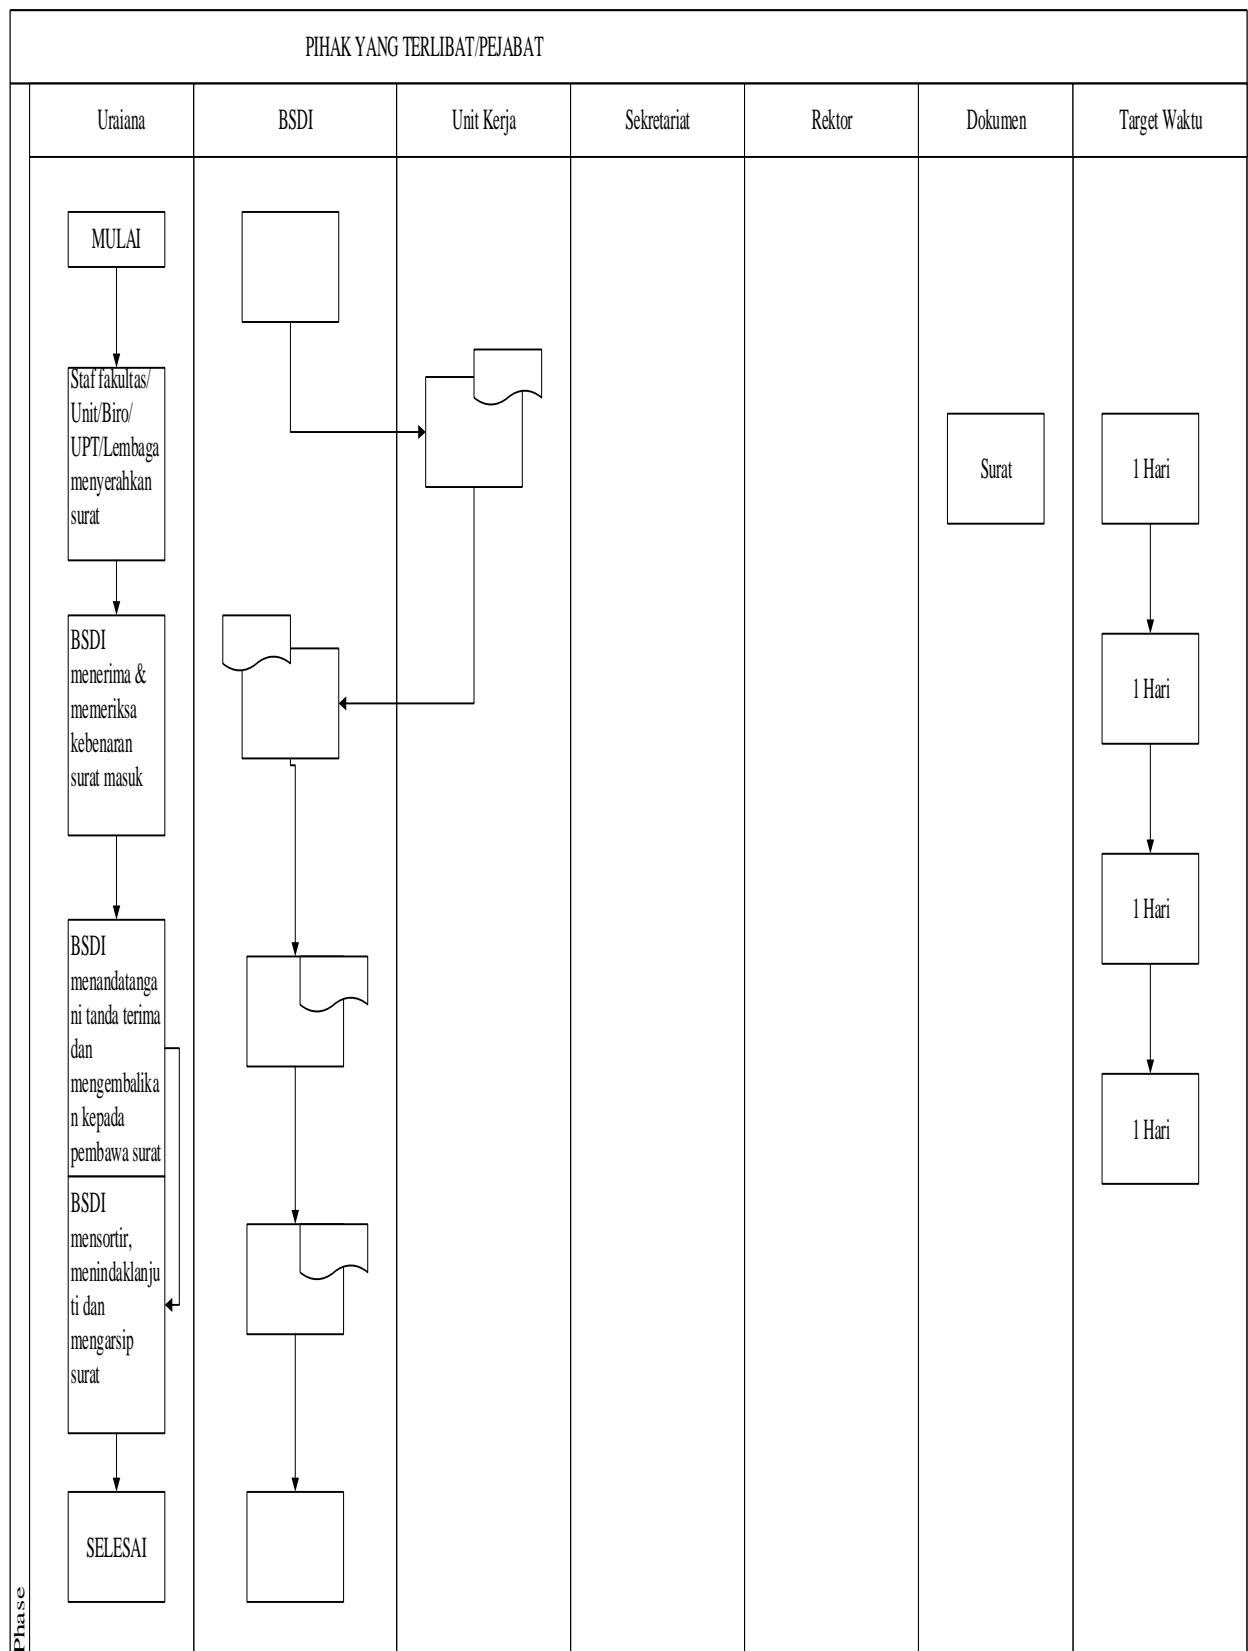 PIHAK YANG TERLIBAT/PEJABAT
Uraiana
BSDI
Unit Kerja
Sekretariat
Rektor
Dokumen
Target Waktu
MULAI
Staf fakultas/
Unit/Biro/
UPT/Lembaga
menyerahkan
surat
Surat
1 Hari
BSDI
menerima &
memeriksa
kebenaran
surat masuk
1 Hari
BSDI
menandatanga
ni tanda terima
dan
mengembalika
n kepada
pembawa surat
1 Hari
1 Hari
BSDI
mensortir,
menindaklanju
ti dan
mengarsip
surat
SELESAI
Phase